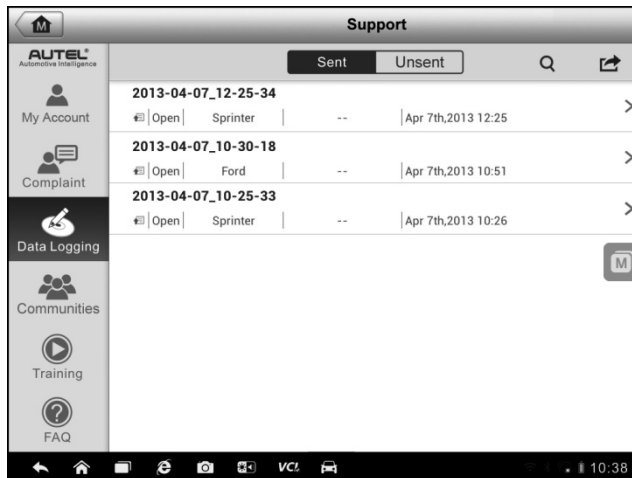 M
Support
AUTEL®
Automotive Intelligence
Sent
Unsent
My Account
Complaint
Data Logging
Communities
Training
FAQ
2013-04-07_12-25-34
Open Sprinter -- Apr 7th,2013 12:25
2013-04-07_10-30-18
Open Ford -- Apr 7th,2013 10:51
2013-04-07_10-25-33
Open Sprinter -- Apr 7th,2013 10:26
M
VCI
10:38